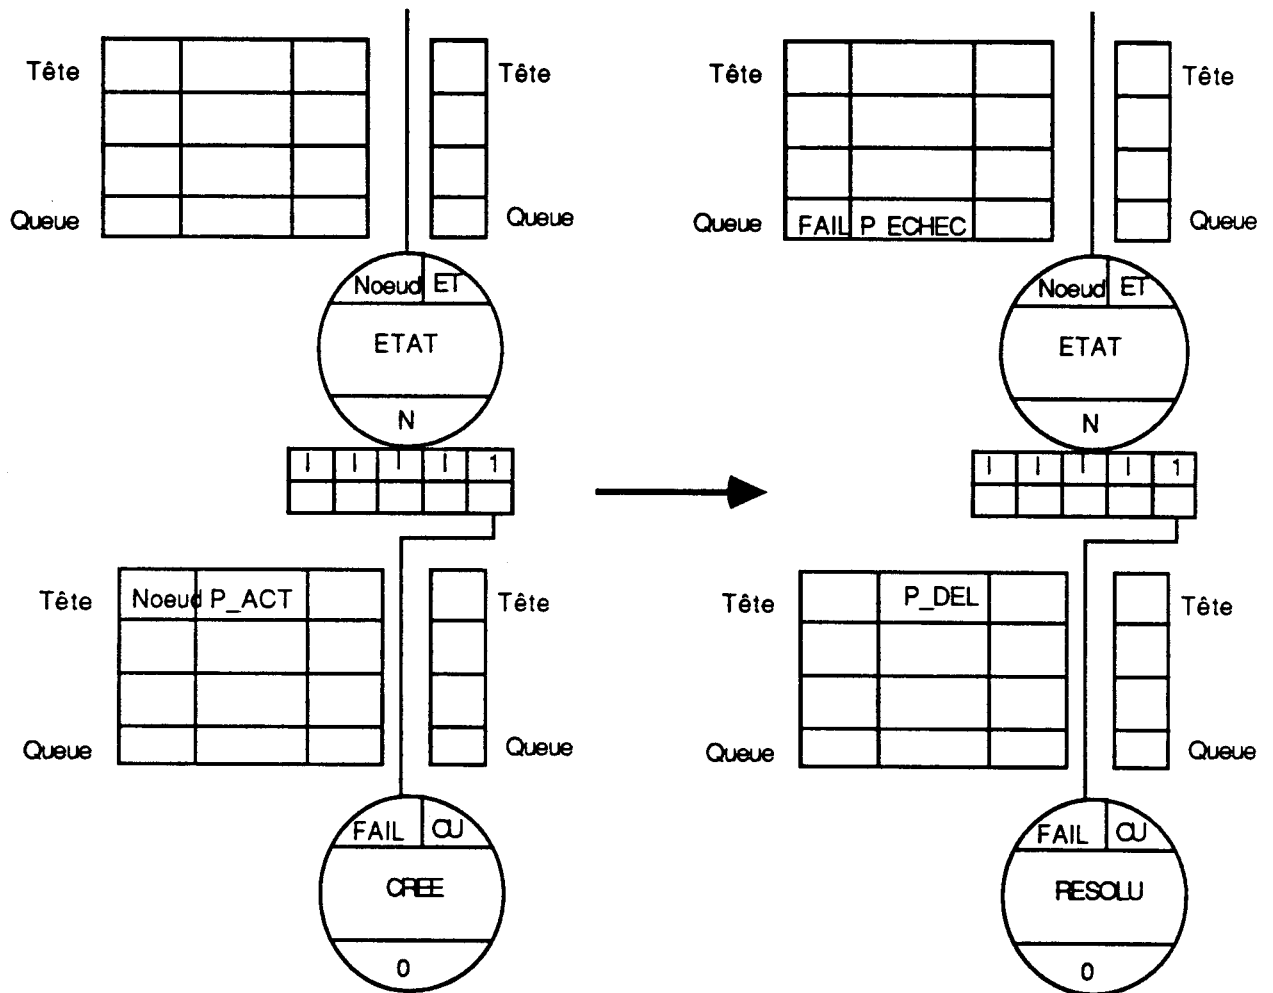 Tête Tête Tête Tête
Queue Queue Queue FAIL P_ECHEC Queue
Noeud ET Noeud ET
ETAT ETAT
N N
I I I I 1 I I I I 1
Tête Noeud P_ACT Tête Tête P_DEL Tête
Queue Queue Queue Queue
FAIL OU FAIL OU
CREE RESOLU
0 0